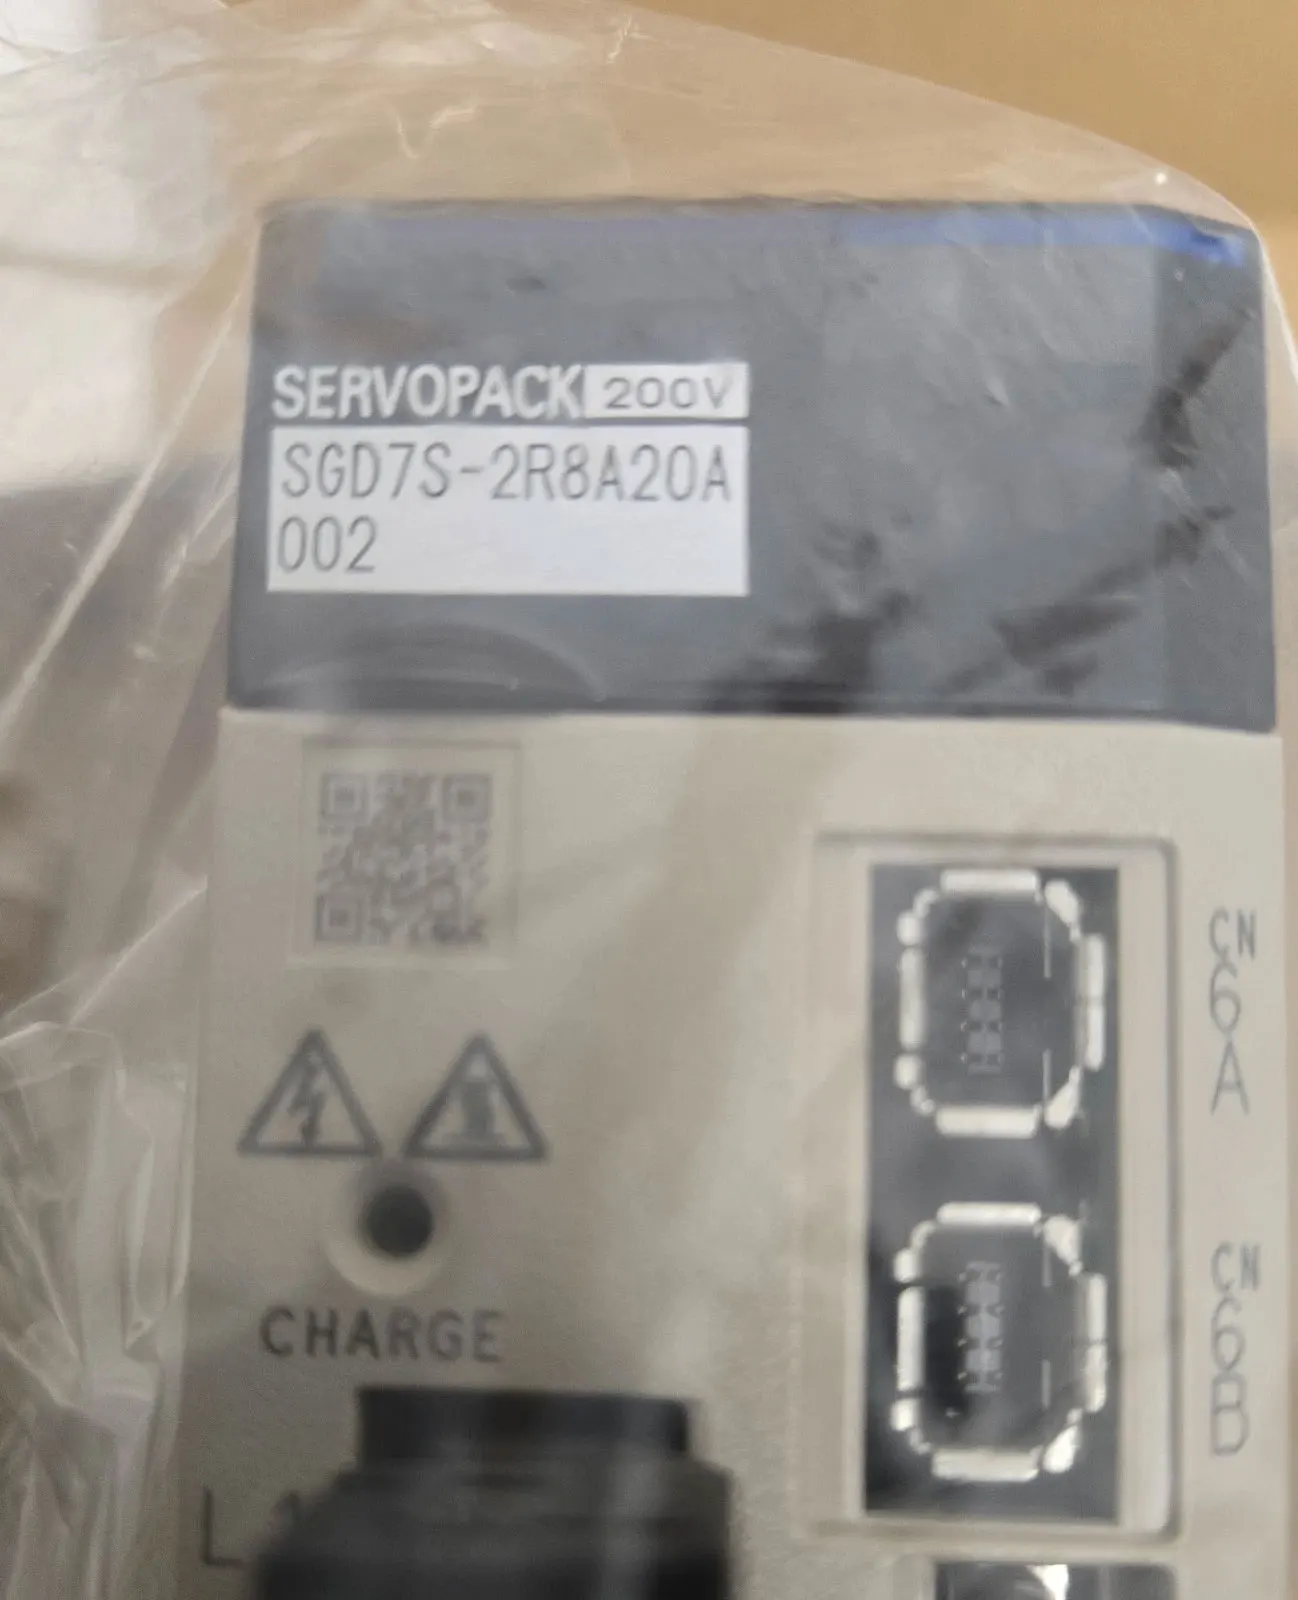 SERVOPACK 200V
SGD7S-2R8A20A
002
CN
6A
CHARGE
CN
6B